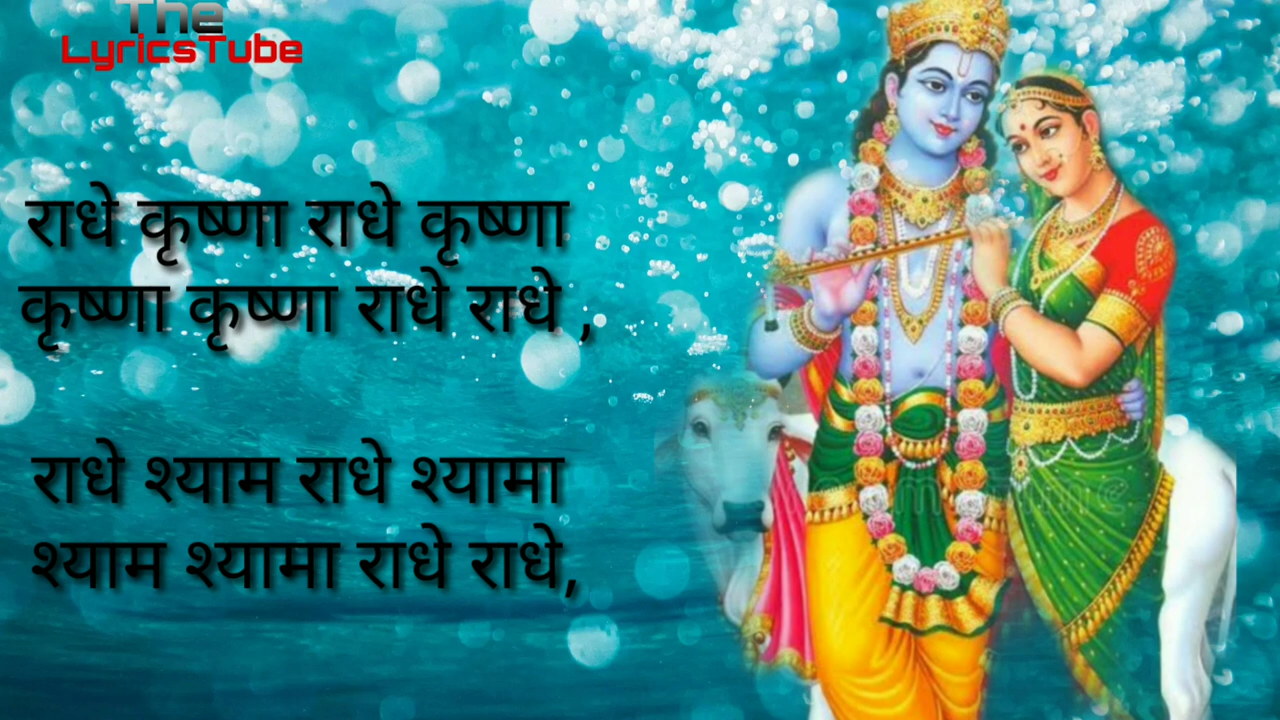 The
LyricsTube
राधे कृष्णा राधे कृष्णा
कृष्णा कृष्णा राधे राधे ,
राधे श्याम राधे श्यामा
श्याम श्यामा राधे राधे,